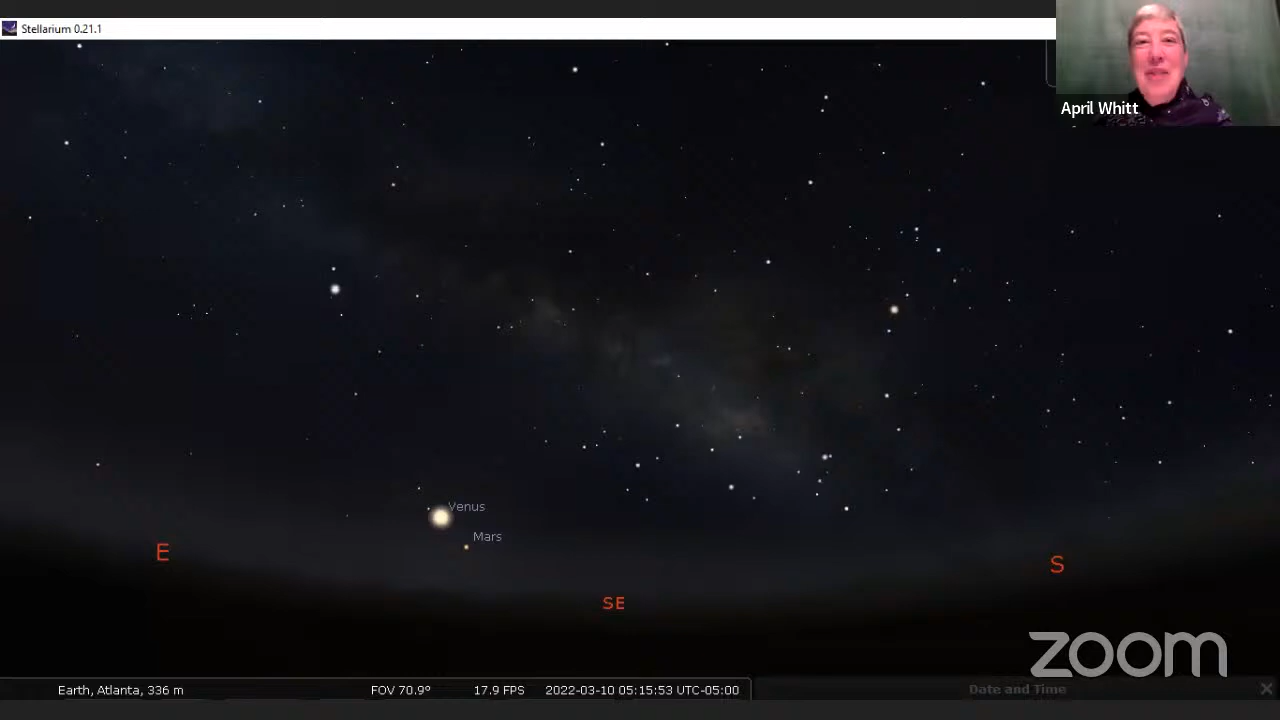 Stellarium 0.21.1
April Whitt
Venus
Mars
E
S
SE
zoom
Earth, Atlanta, 336 m
FOV 70.9°
17.9 FPS
2022-03-10 05:15:53 UTC-05:00
Date and Time